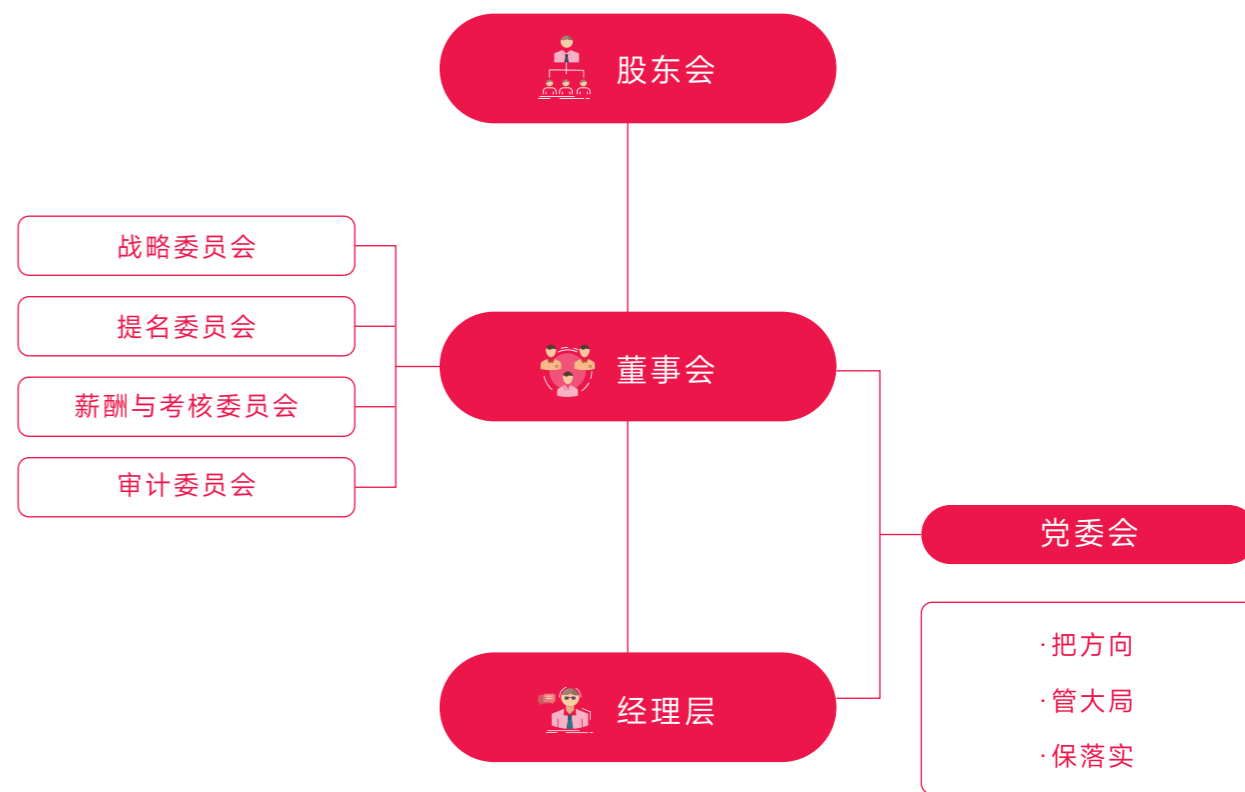 股东会
战略委员会
提名委员会
薪酬与考核委员会
审计委员会
董事会
党委会
·把方向
·管大局
·保落实
经理层